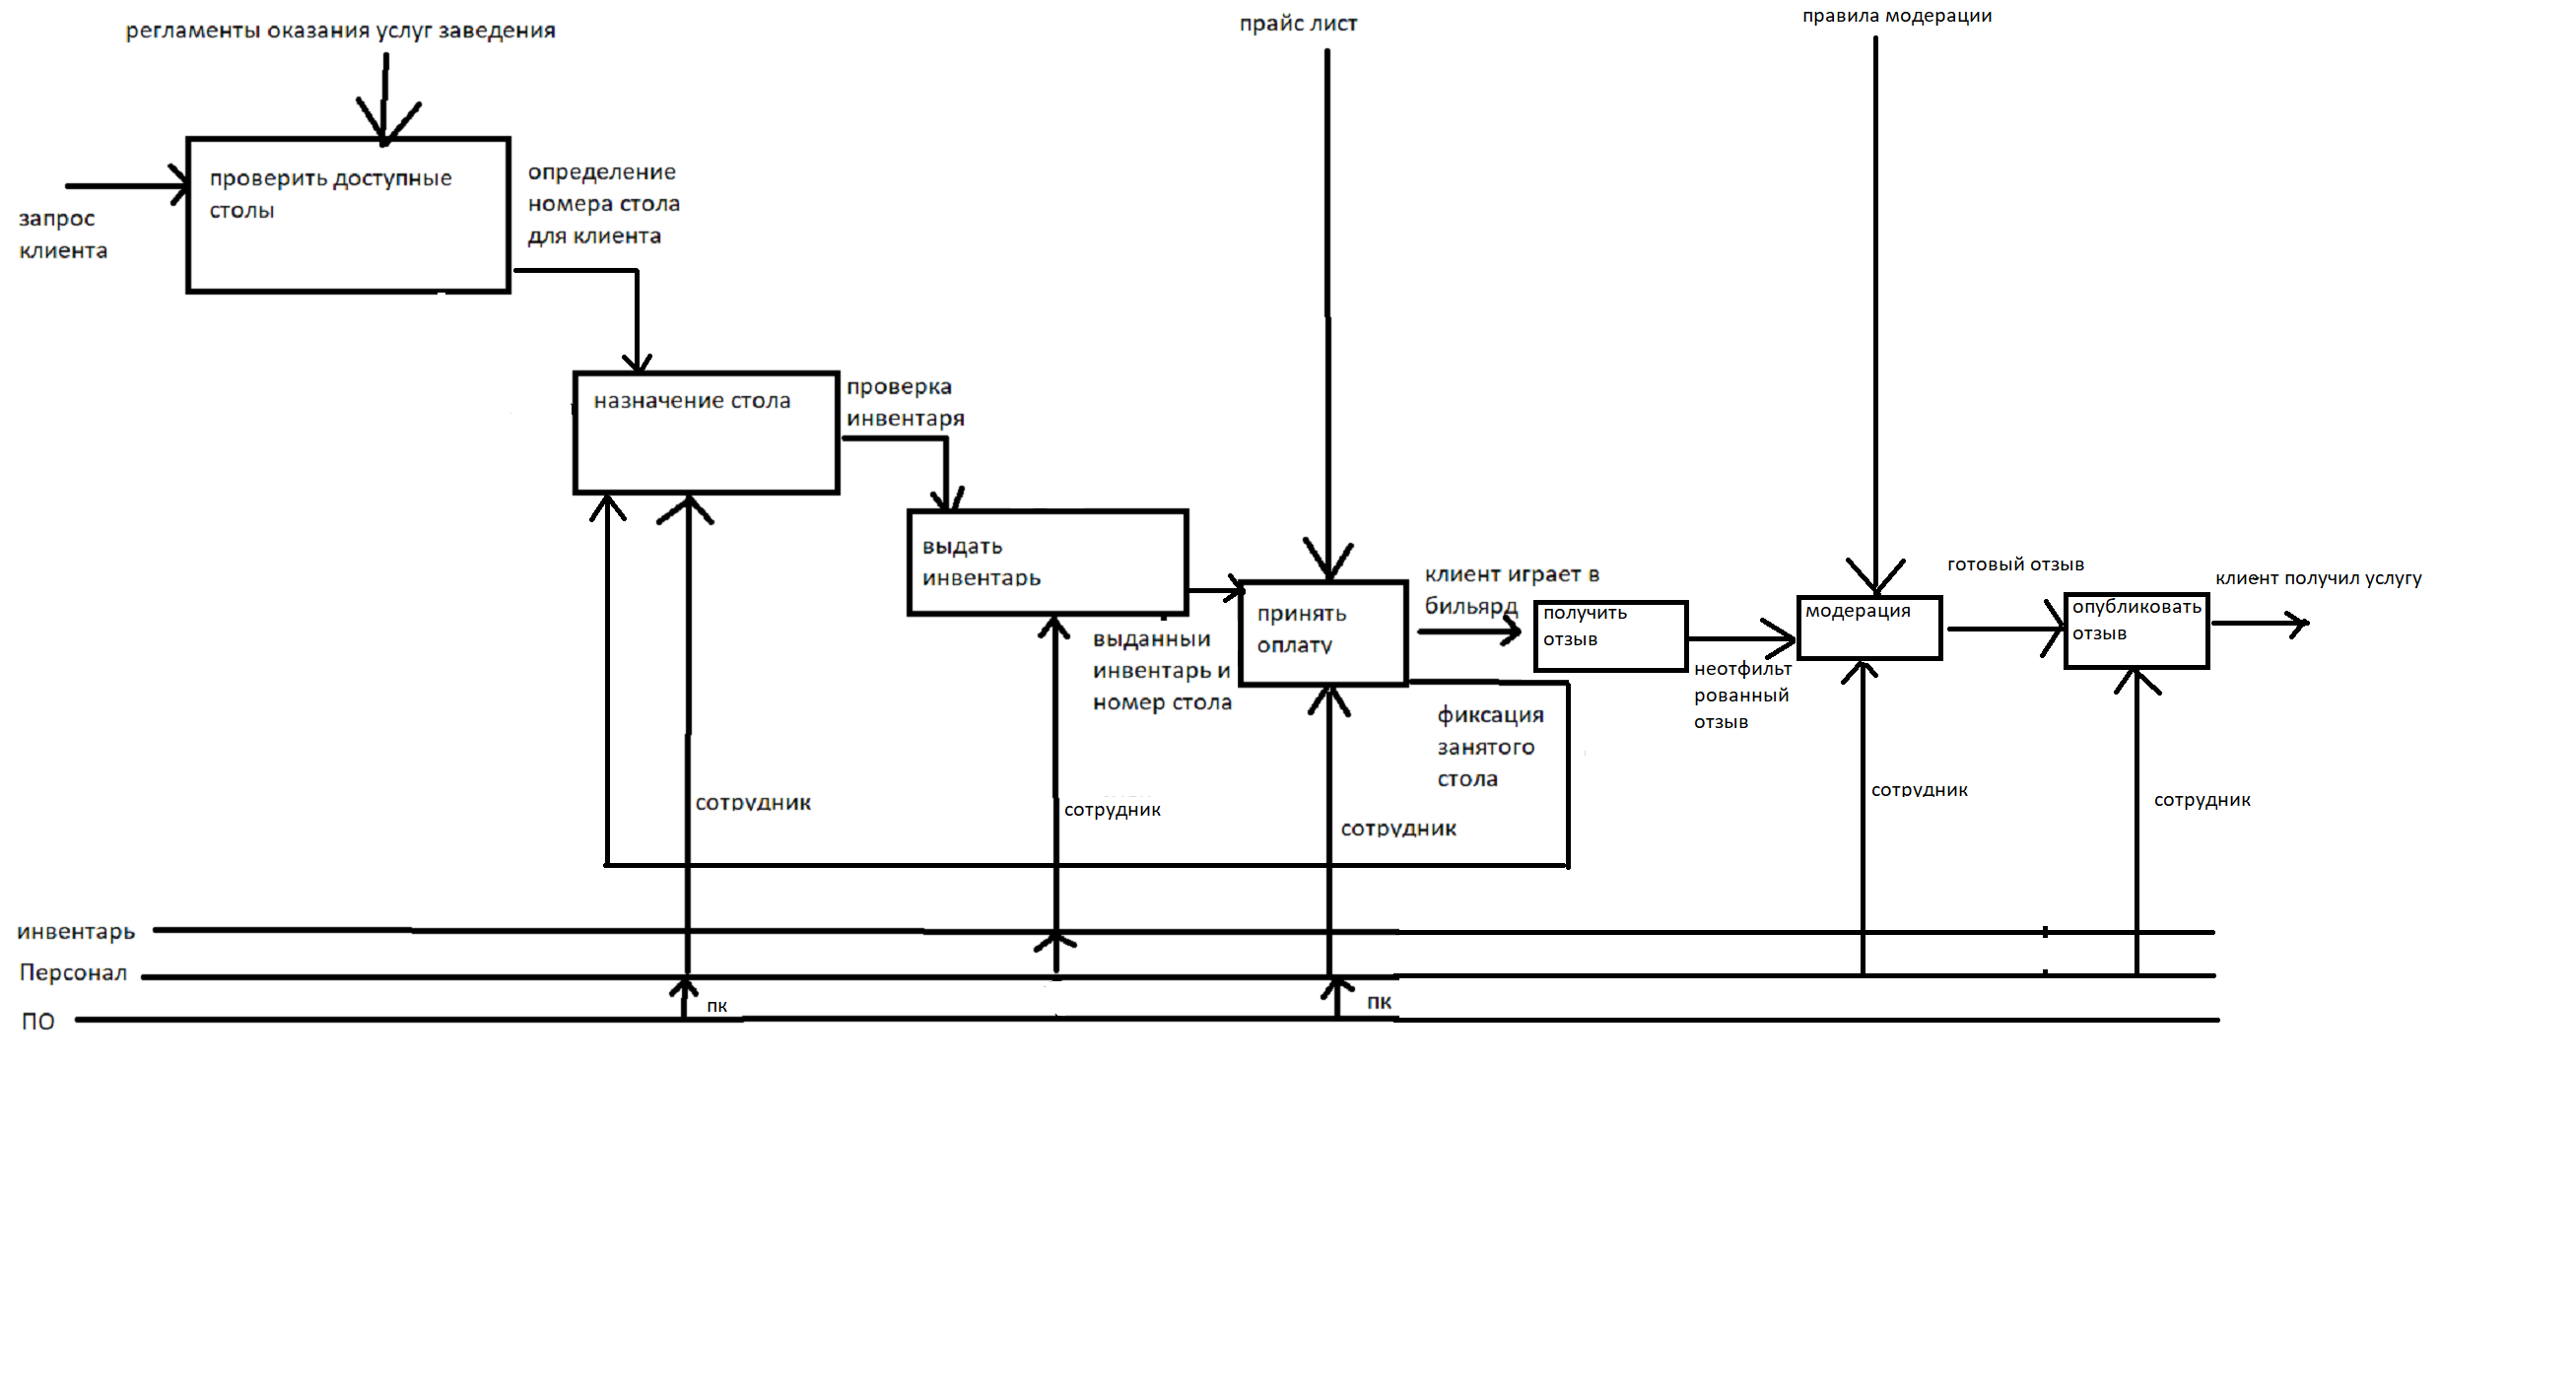 регламенты оказания услуг заведения
прайс лист
правила модерации
проверить доступные
столы
запрос
клиента
определение
номера стола
для клиента
назначение стола
проверка
инвентаря
выдать
инвентарь
выданный
инвентарь и
номер стола
принять
оплату
клиент играет в
бильярд
получить
отзыв
неотфильт
рованный
отзыв
модерация
готовый отзыв
опубликовать
отзыв
клиент получил услугу
фиксация
занятого
стола
сотрудник
сотрудник
сотрудник
сотрудник
сотрудник
инвентарь
Персонал
ПО
пк
пк